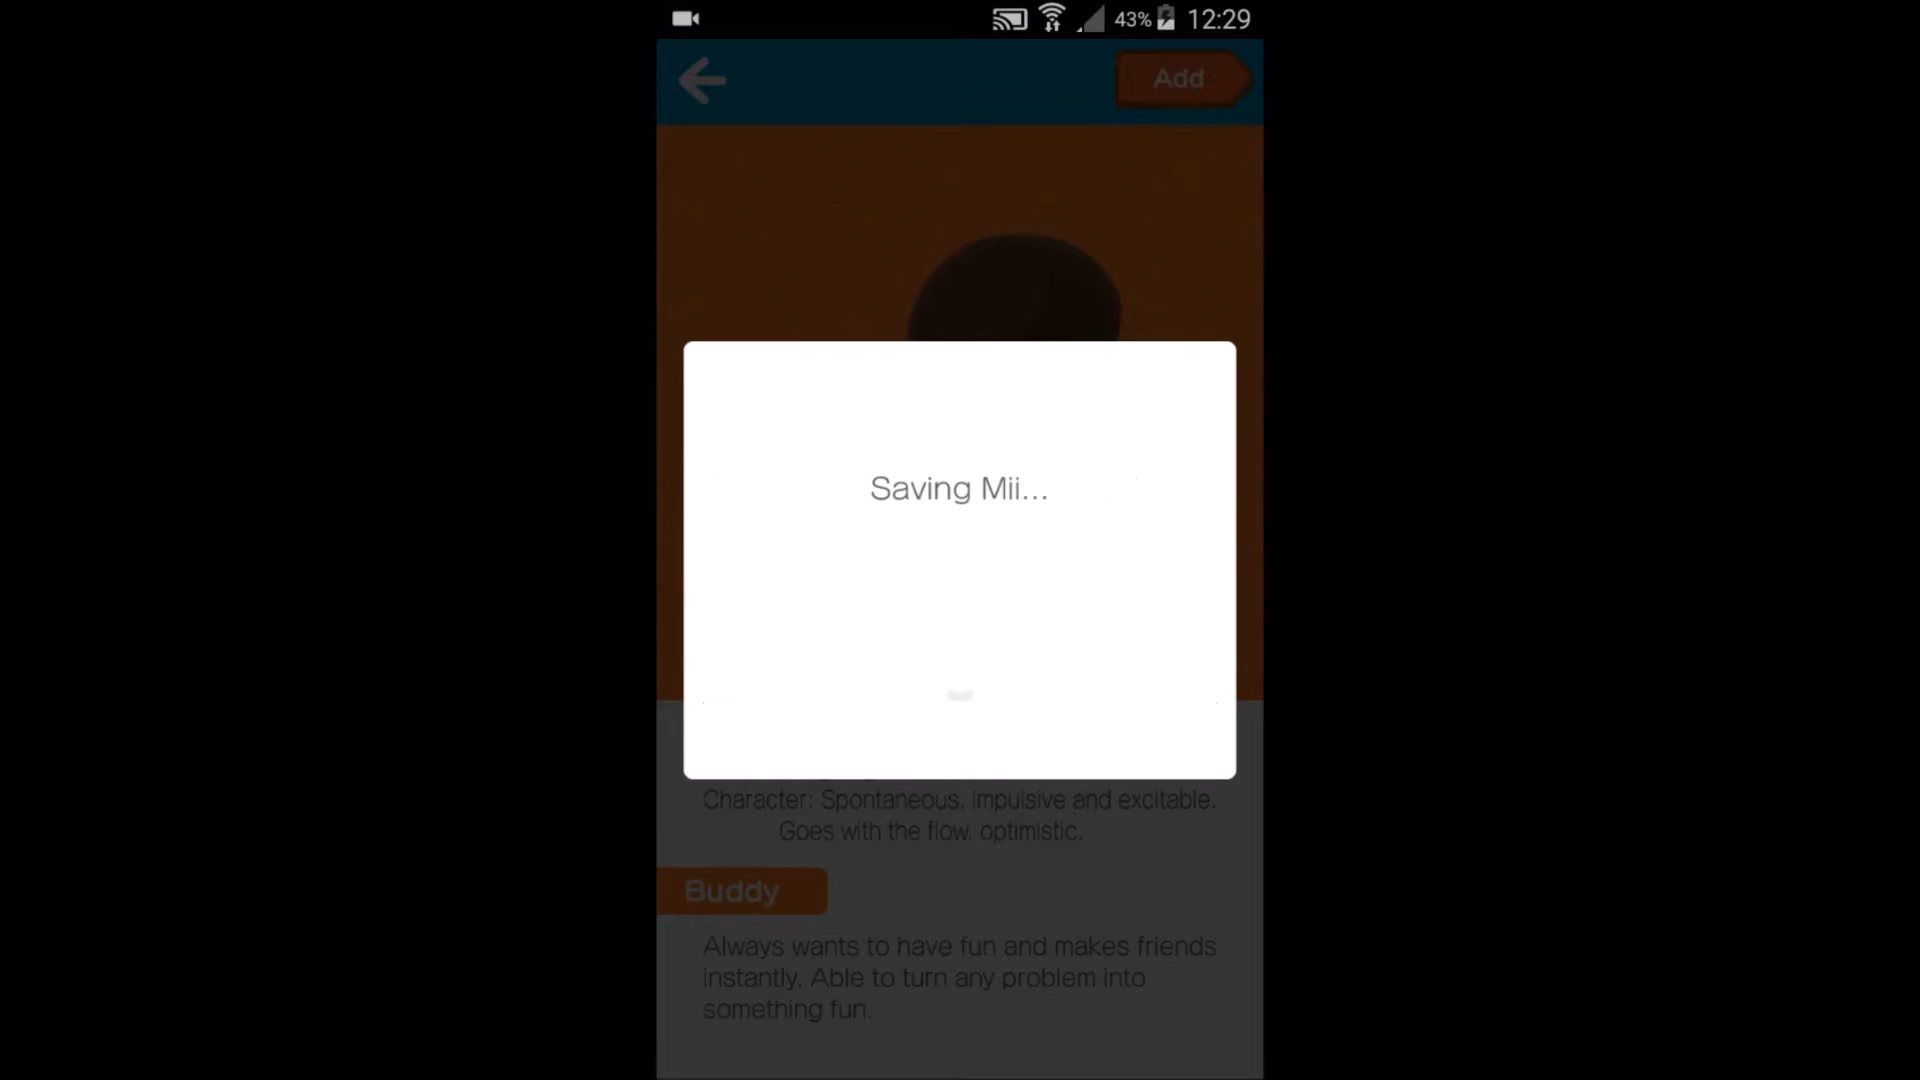 43% 12:29
Add
Saving Mii...
Character: Spontaneous, impulsive and excitable.
Goes with the flow, optimistic.
Buddy
Always wants to have fun and makes friends
instantly. Able to turn any problem into
something fun.